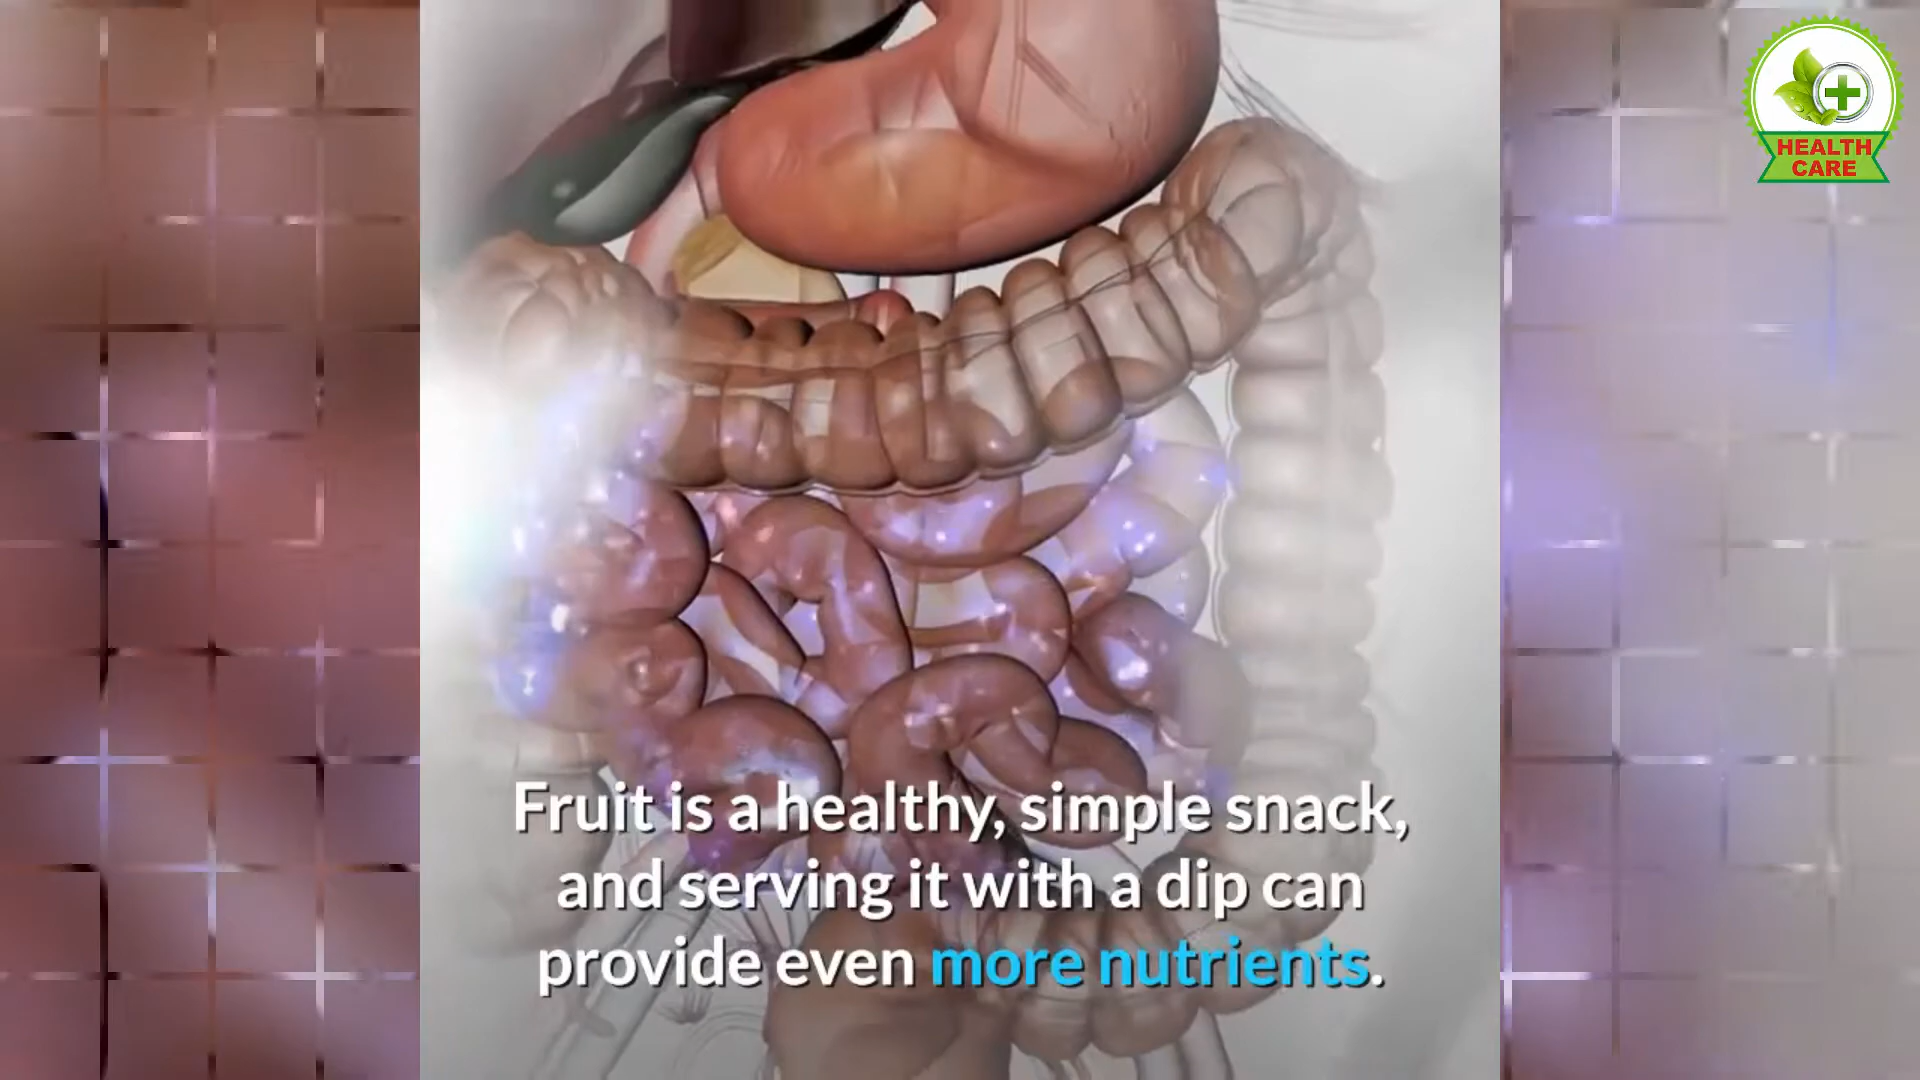 HEALTH
CARE
Fruit is a healthy, simple snack,
and serving it with a dip can
provide even more nutrients.